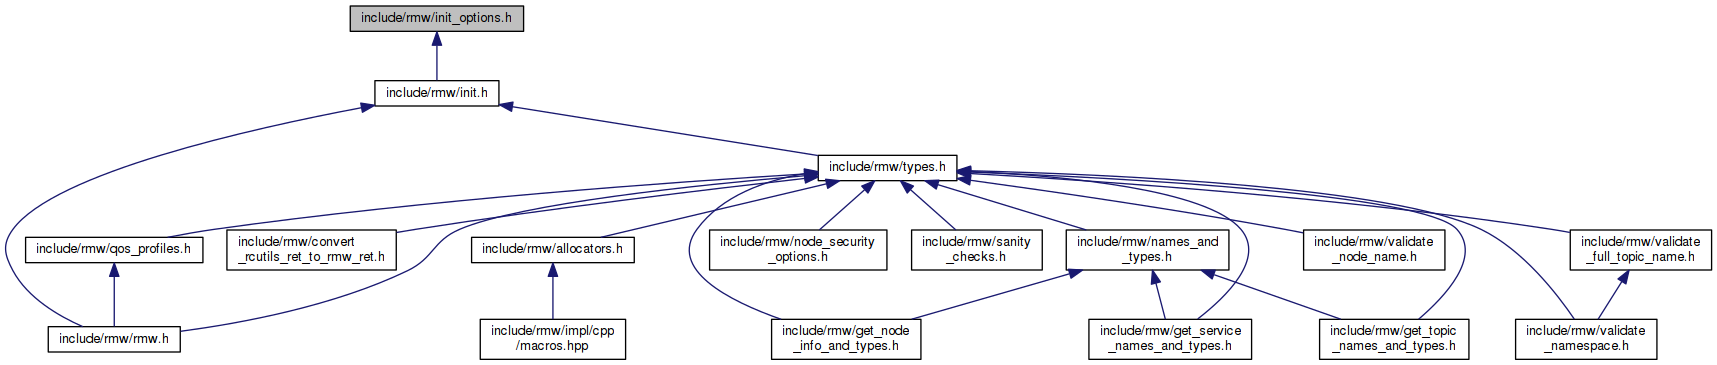 include/rmw/init_options.h
include/rmw/init.h
include/rmw/types.h
include/rmw/qos_profiles.h
include/rmw/convert
_rcutils_ret_to_rmw_ret.h
include/rmw/allocators.h
include/rmw/node_security
_options.h
include/rmw/sanity
_checks.h
include/rmw/names_and
_types.h
include/rmw/validate
_node_name.h
include/rmw/validate
_full_topic_name.h
include/rmw/rmw.h
include/rmw/impl/cpp
/macros.hpp
include/rmw/get_node
_info_and_types.h
include/rmw/get_service
_names_and_types.h
include/rmw/get_topic
_names_and_types.h
include/rmw/validate
_namespace.h